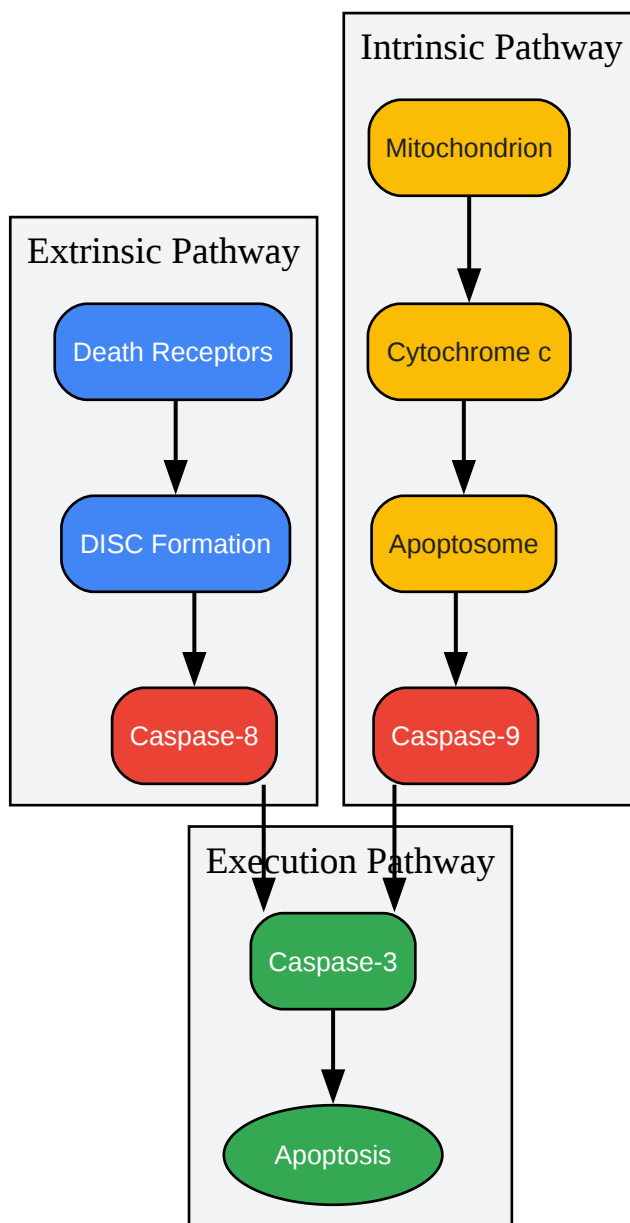 Intrinsic Pathway
Mitochondrion
Extrinsic Pathway
Death Receptors
Cytochrome c
DISC Formation
Apoptosome
Caspase-8
Caspase-9
Execution Pathway
Caspase-3
Apoptosis